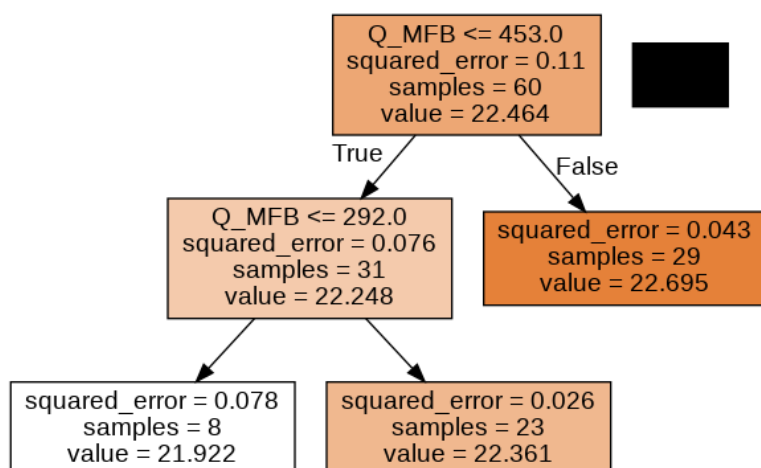 Q_MFB <= 453.0
squared_error = 0.11
samples = 60
value = 22.464
True
False
Q_MFB <= 292.0
squared_error = 0.076
samples = 31
value = 22.248
squared_error = 0.043
samples = 29
value = 22.695
squared_error = 0.078
samples = 8
value = 21.922
squared_error = 0.026
samples = 23
value = 22.361